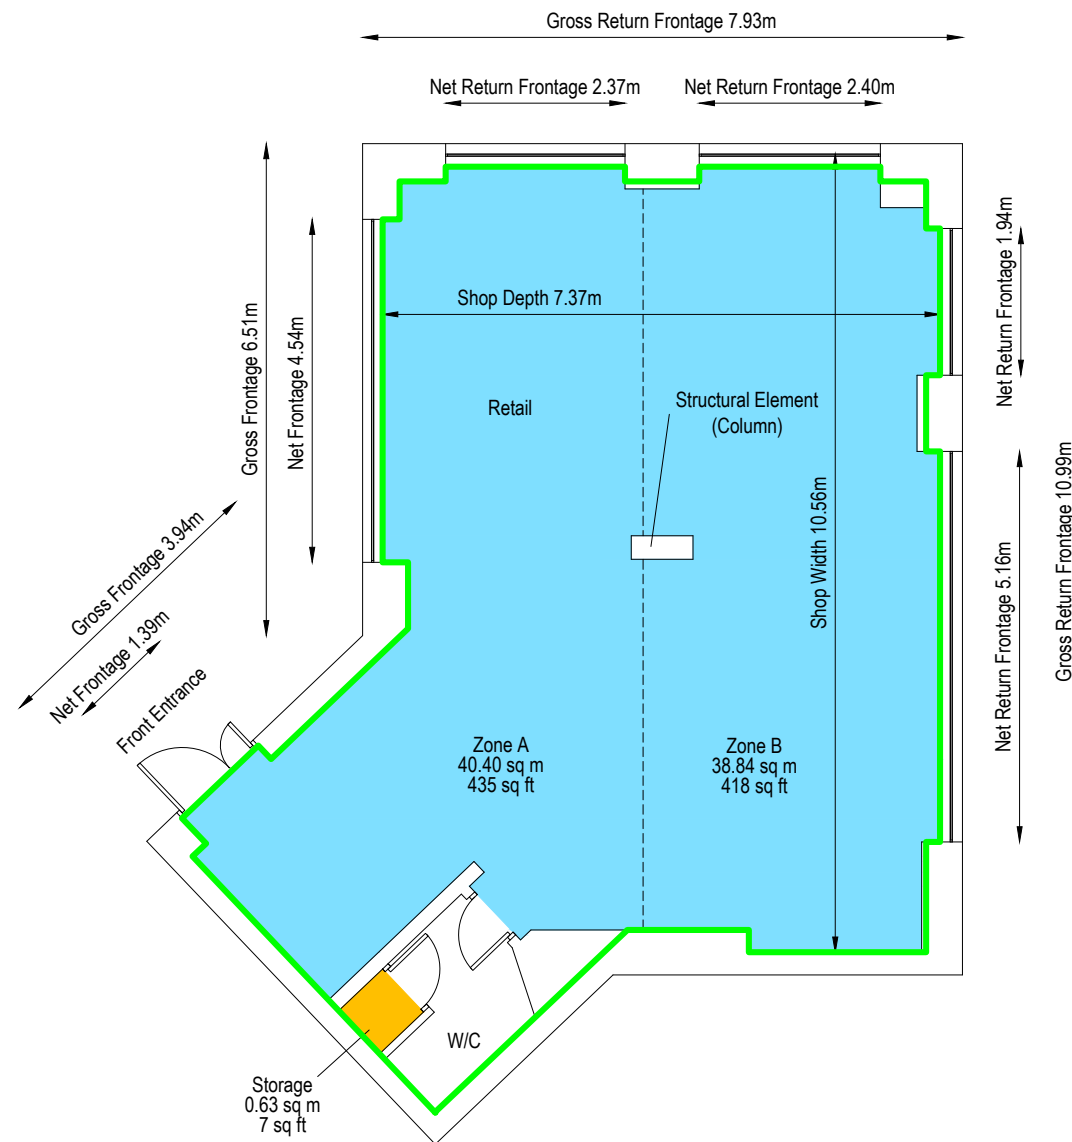 Gross Return Frontage 7.93m
Net Return Frontage 2.37m
Net Return Frontage 2.40m
Net Return Frontage 1.94m
Shop Depth 7.37m
Gross Frontage 6.51m
Net Frontage 4.54m
Retail
Structural Element
(Column)
Shop Width 10.56m
Gross Return Frontage 10.99m
Net Return Frontage 5.16m
Gross Frontage 3.94m
Net Frontage 1.39m
Front Entrance
Zone A
40.40 sq m
435 sq ft
Zone B
38.84 sq m
418 sq ft
W/C
Storage
0.63 sq m
7 sq ft